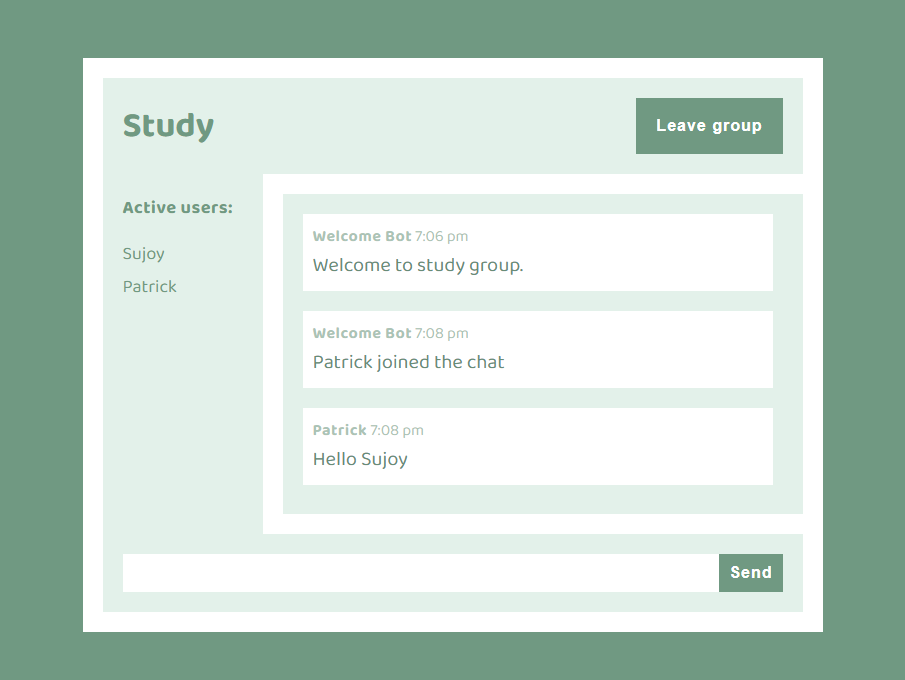 Study
Leave group
Active users:
Sujoy
Patrick
Welcome Bot 7:06 pm
Welcome to study group.
Welcome Bot 7:08 pm
Patrick joined the chat
Patrick 7:08 pm
Hello Sujoy
Send